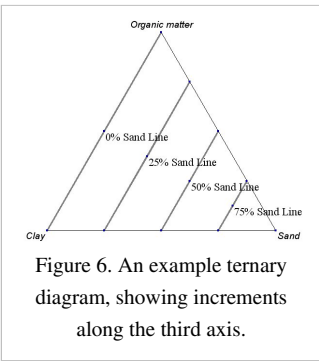 Organic matter
0% Sand Line
25% Sand Line
50% Sand Line
75% Sand Line
Clay
Sand
Figure 6. An example ternary
diagram, showing increments
along the third axis.